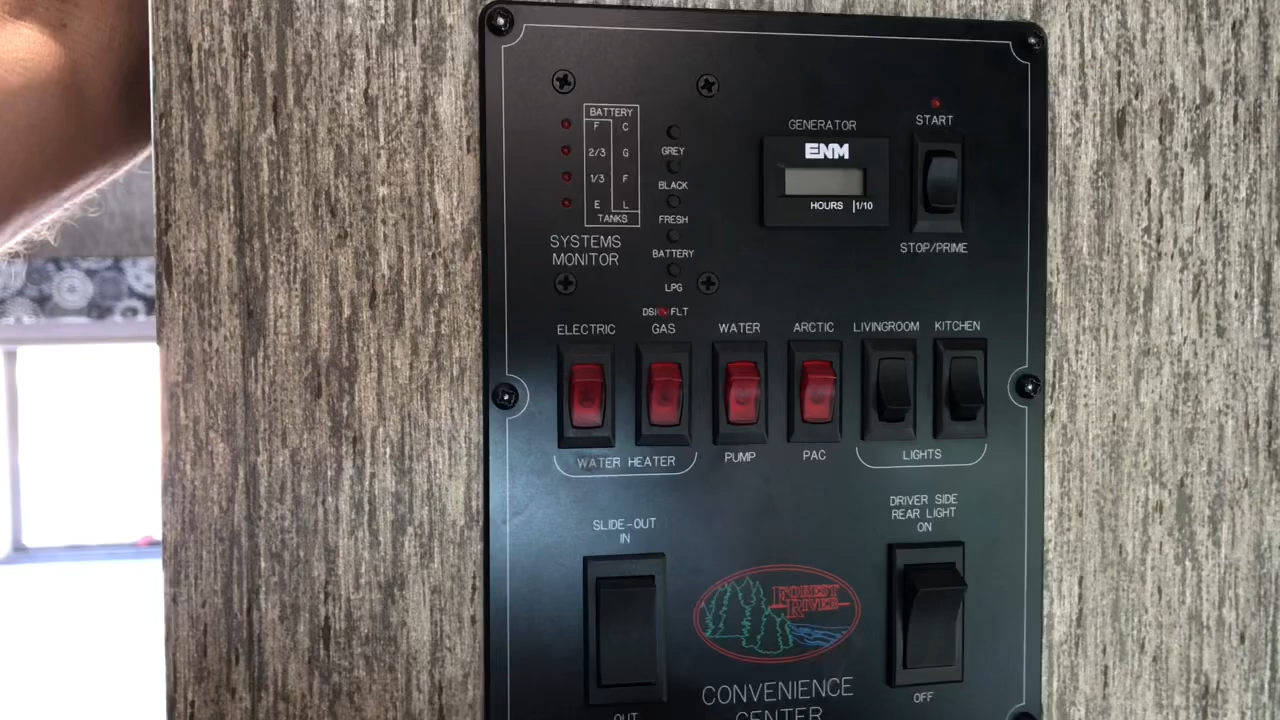 BATTERY
F C
2/3 G
1/3 F
E L
TANKS
SYSTEMS
MONITOR
GREY
BLACK
FRESH
BATTERY
LPG
GENERATOR
ENM
HOURS 1/10
START
STOP/PRIME
DSI FLT
ELECTRIC
GAS
WATER
ARCTIC
LIVINGROOM
KITCHEN
WATER HEATER
PUMP
PAC
LIGHTS
SLIDE-OUT
IN
OUT
DRIVER SIDE
REAR LIGHT
ON
OFF
FOREST
RIVER
CONVENIENCE
CENTER